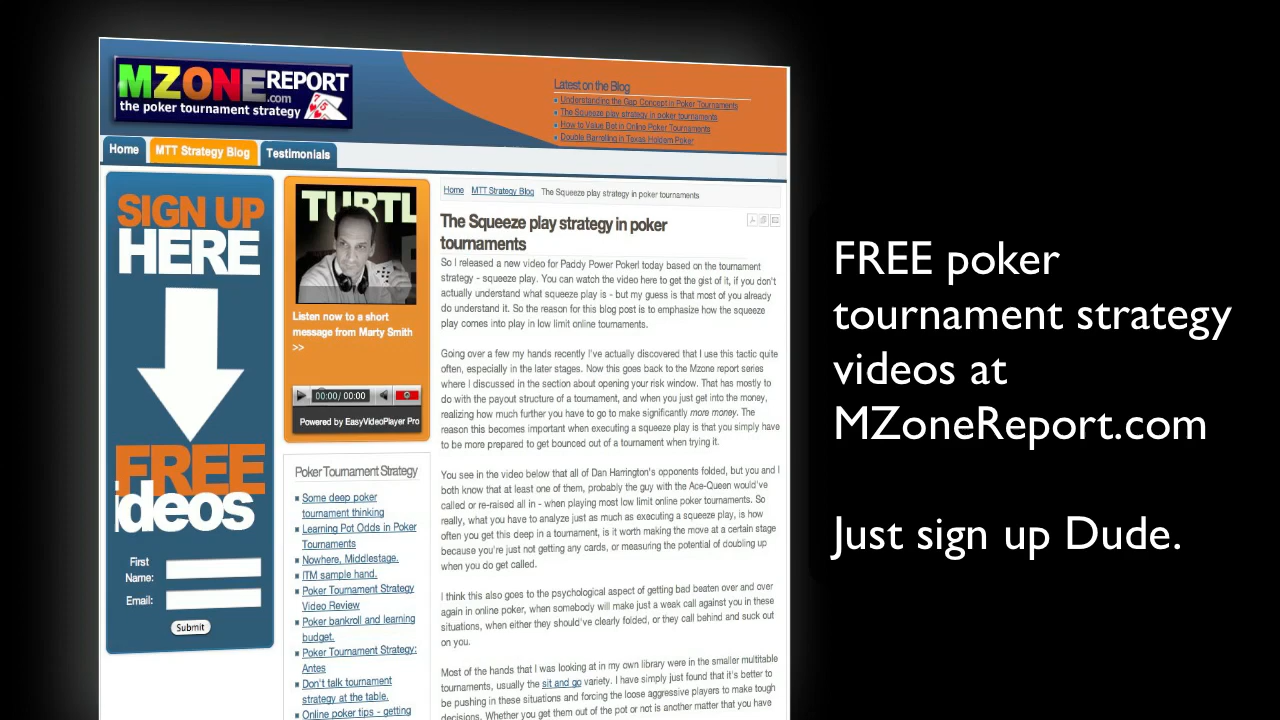 MZONEREPORT
.com
the poker tournament strategy
Latest on the Blog
Understanding the Gap Concept in Poker Tournaments
The Squeeze play strategy in poker tournaments
How to Value Bet in Online Poker Tournaments
Double Barrelling in Texas Holdem Poker
Home
MTT Strategy Blog
Testimonials
SIGN UP
HERE
FREE
ideos
First
Name:
Email:
Submit
TURTL
Listen now to a short
message from Marty Smith
>>
00:00/ 00:00
Powered by EasyVideoPlayer Pro
Poker Tournament Strategy
Some deep poker
tournament thinking
Learning Pot Odds in Poker
Tournaments
Nowhere, Middlestage.
ITM sample hand.
Poker Tournament Strategy
Video Review
Poker bankroll and learning
budget.
Poker Tournament Strategy:
Antes
Don't talk tournament
strategy at the table.
Online poker tips - getting
Home MTT Strategy Blog The Squeeze play strategy in poker tournaments
The Squeeze play strategy in poker
tournaments
So I released a new video for Paddy Power Pokerl today based on the tournament
strategy - squeeze play. You can watch the video here to get the gist of it, if you don't
actually understand what squeeze play is - but my guess is that most of you already
do understand it. So the reason for this blog post is to emphasize how the squeeze
play comes into play in low limit online tournaments.
Going over a few my hands recently I've actually discovered that I use this tactic quite
often, especially in the later stages. Now this goes back to the Mzone report series
where I discussed in the section about opening your risk window. That has mostly to
do with the payout structure of a tournament, and when you just get into the money,
realizing how much further you have to go to make significantly more money. The
reason this becomes important when executing a squeeze play is that you simply have
to be more prepared to get bounced out of a tournament when trying it.
You see in the video below that all of Dan Harrington's opponents folded, but you and I
both know that at least one of them, probably the guy with the Ace-Queen would've
called or re-raised all in - when playing most low limit online poker tournaments. So
really, what you have to analyze just as much as executing a squeeze play, is how
often you get this deep in a tournament, is it worth making the move at a certain stage
because you're just not getting any cards, or measuring the potential of doubling up
when you do get called.
I think this also goes to the psychological aspect of getting bad beaten over and over
again in online poker, when somebody will make just a weak call against you in these
situations, when either they should've clearly folded, or they call behind and suck out
on you.
Most of the hands that I was looking at in my own library were in the smaller multitable
tournaments, usually the sit and go variety. I have simply just found that it's better to
be pushing in these situations and forcing the loose aggressive players to make tough
decisions. Whether you get them out of the pot or not is another matter that you have
FREE poker
tournament strategy
videos at
MZoneReport.com
Just sign up Dude.